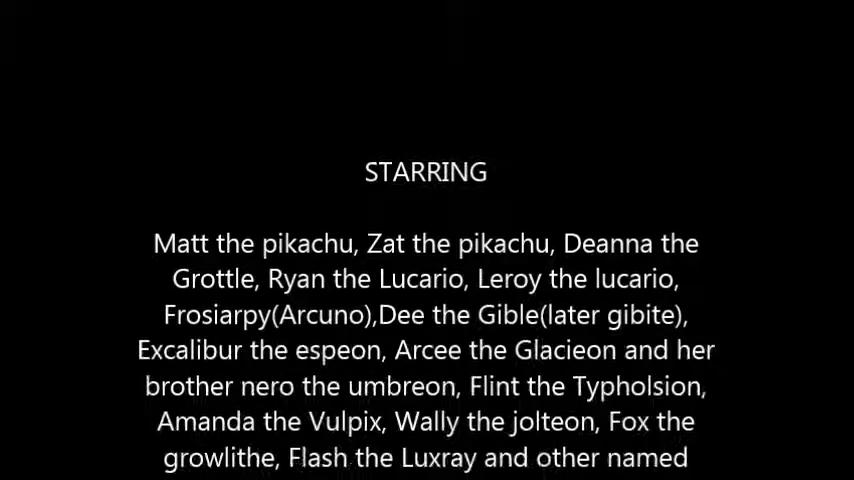 STARRING
Matt the pikachu, Zat the pikachu, Deanna the
Grottle, Ryan the Lucario, Leroy the lucario,
Frosiarpy(Arcuno),Dee the Gible(later gibite),
Excalibur the espeon, Arcee the Glacieon and her
brother nero the umbreon, Flint the Typholsion,
Amanda the Vulpix, Wally the jolteon, Fox the
growlithe, Flash the Luxray and other named